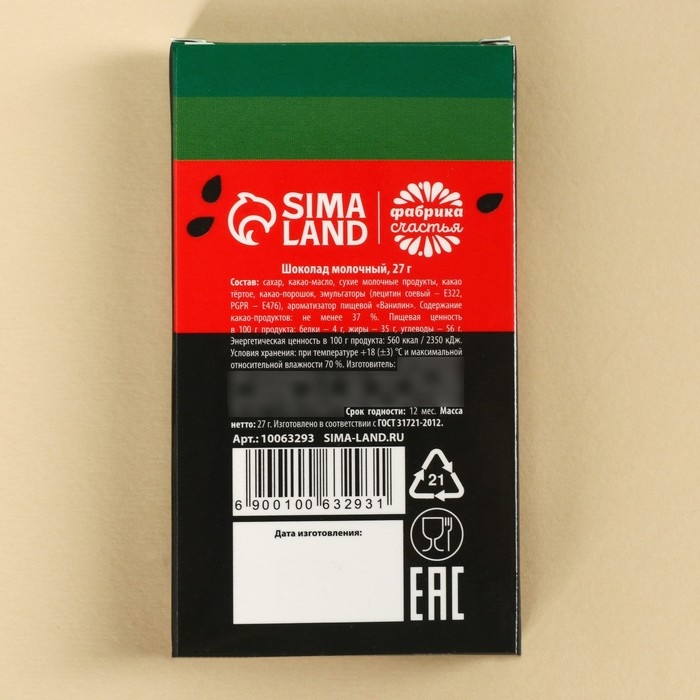 SIMA
LAND
фабрика
счастья
Шоколад молочный, 27 г
Состав: сахар, какао-масло, сухие молочные продукты, какао
тёртое, какао-порошок, эмульгаторы (лецитин соевый – Е322,
PGPR – Е476), ароматизатор пищевой «Ванилин». Содержание
какао-продуктов: не менее 37 %. Пищевая ценность
в 100 г продукта: белки – 4 г, жиры – 35 г, углеводы – 56 г.
Энергетическая ценность в 100 г продукта: 560 ккал / 2350 кДж.
Условия хранения: при температуре +18 (±3) °С и максимальной
относительной влажности 70 %. Изготовитель:
Срок годности: 12 мес. Масса
нетто: 27 г. Изготовлено в соответствии с ГОСТ 31721-2012.
Арт.: 10063293 SIMA-LAND.RU
6 900100 632931
21
Дата изготовления:
EAC